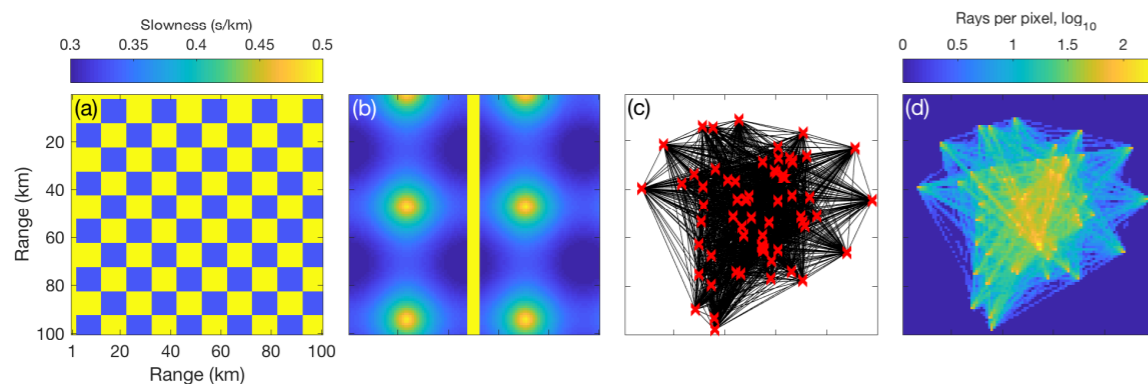 Slowness (s/km)
0.3 0.35 0.4 0.45 0.5
Rays per pixel, log10
0 0.5 1 1.5 2
(a)
(b)
(c)
(d)
Range (km)
20
40
60
80
100
1 20 40 60 80 100
Range (km)